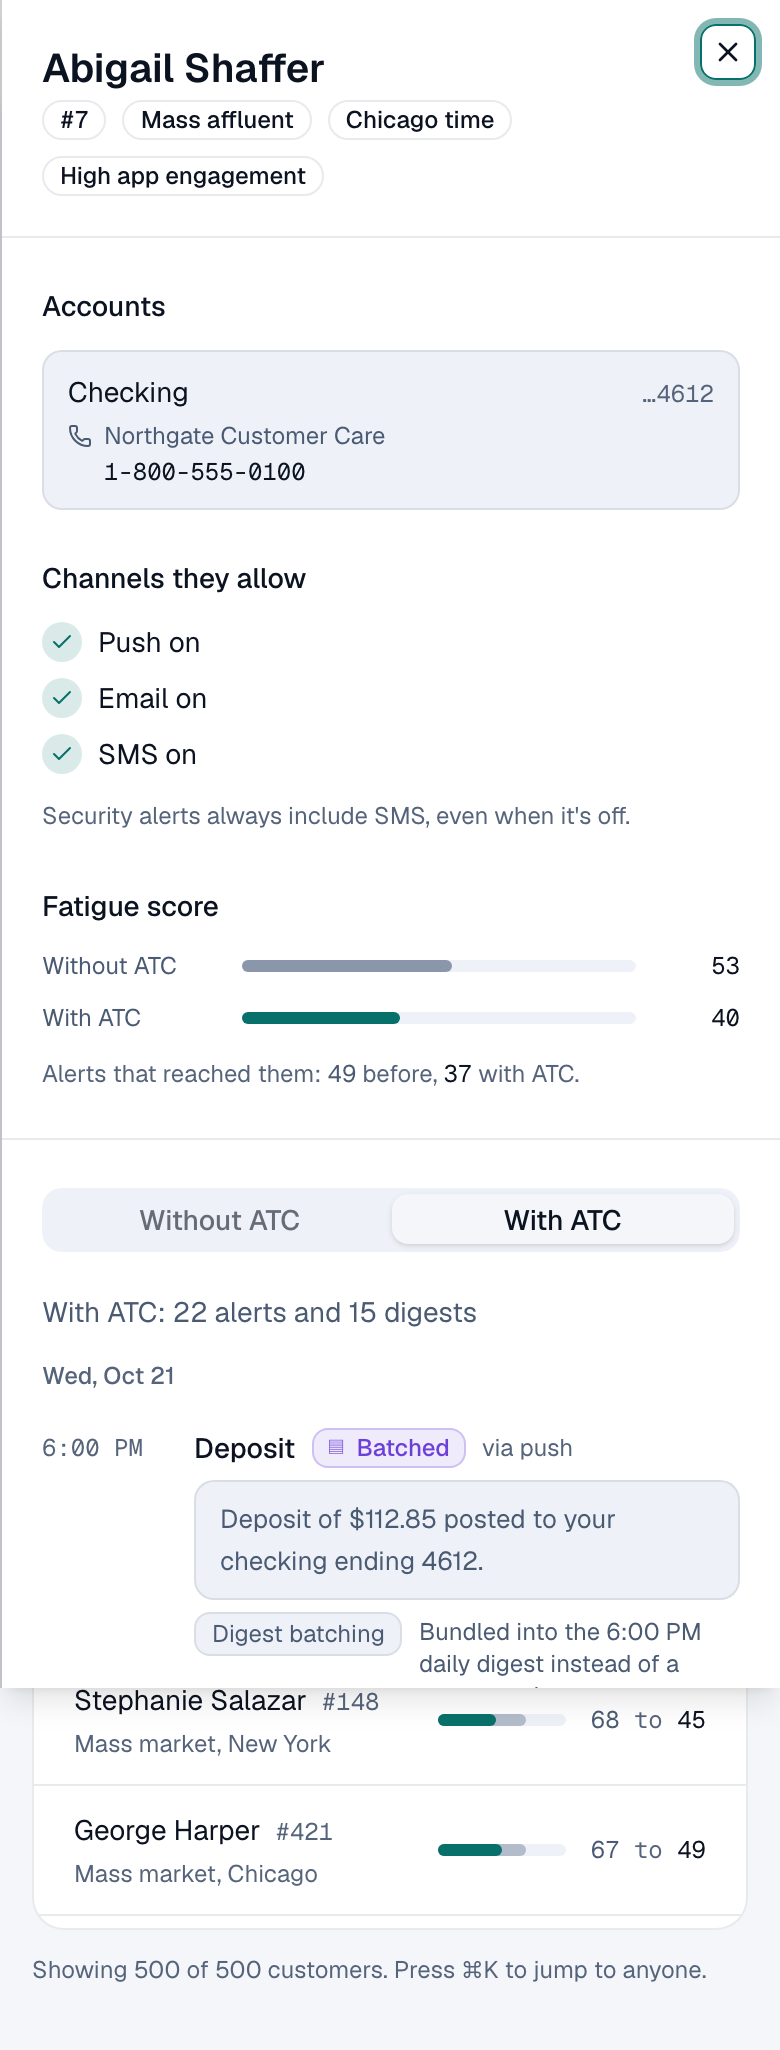 Abigail Shaffer
#7 Mass affluent Chicago time
High app engagement
Accounts
Checking …4612
Northgate Customer Care
1-800-555-0100
Channels they allow
Push on
Email on
SMS on
Security alerts always include SMS, even when it's off.
Fatigue score
Without ATC 53
With ATC 40
Alerts that reached them: 49 before, 37 with ATC.
Without ATC With ATC
With ATC: 22 alerts and 15 digests
Wed, Oct 21
6:00 PM Deposit Batched via push
Deposit of $112.85 posted to your
checking ending 4612.
Digest batching Bundled into the 6:00 PM
daily digest instead of a
Stephanie Salazar #148
68 to 45
Mass market, New York
George Harper #421
67 to 49
Mass market, Chicago
Showing 500 of 500 customers. Press ⌘K to jump to anyone.